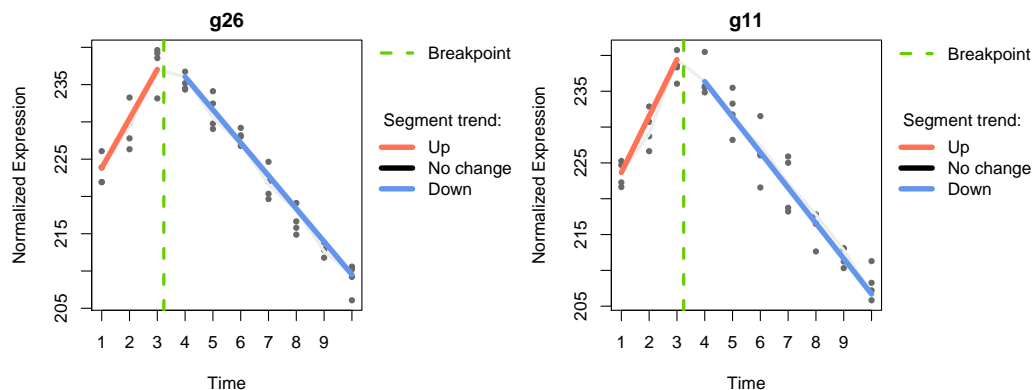 g26
Normalized Expression
205
215
225
235
1 2 3 4 5 6 7 8 9
Time
Breakpoint
Segment trend:
Up
No change
Down
g11
Normalized Expression
205
215
225
235
1 2 3 4 5 6 7 8 9
Time
Breakpoint
Segment trend:
Up
No change
Down